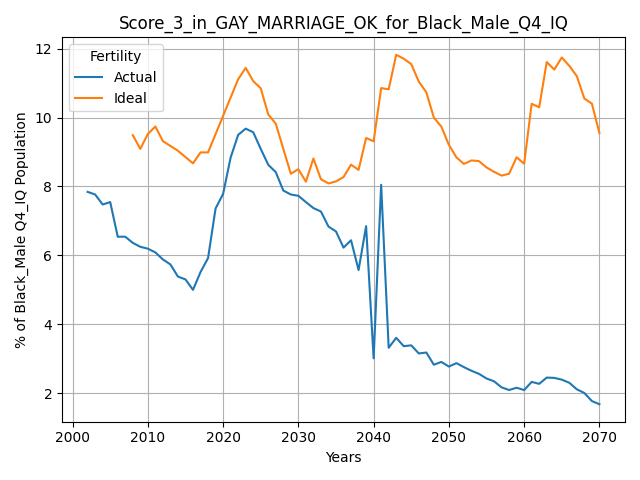 Score_3_in_GAY_MARRIAGE_OK_for_Black_Male_Q4_IQ
Fertility
Actual
Ideal
% of Black_Male Q4_IQ Population
12
10
8
6
4
2
2000 2010 2020 2030 2040 2050 2060 2070
Years